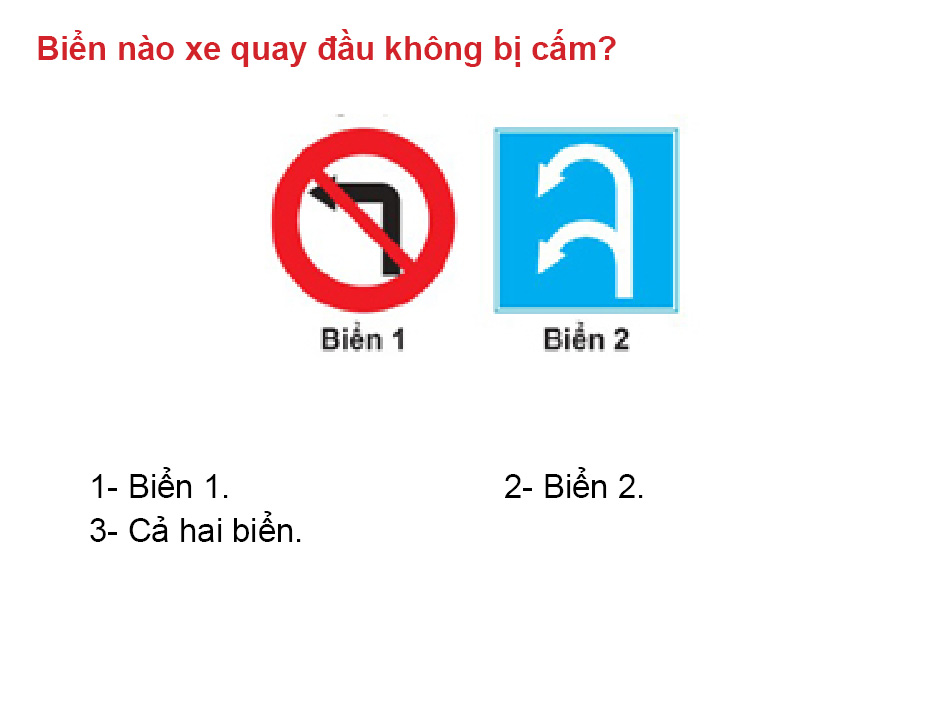 Biển nào xe quay đầu không bị cấm?
Biển 1 Biển 2
1- Biển 1. 2- Biển 2.
3- Cả hai biển.